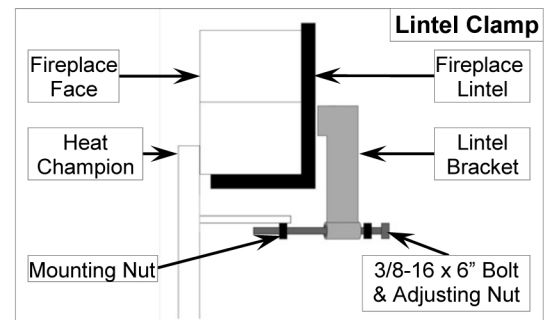 Lintel Clamp
Fireplace
Face
Fireplace
Lintel
Heat
Champion
Lintel
Bracket
Mounting Nut
3/8-16 x 6” Bolt
& Adjusting Nut